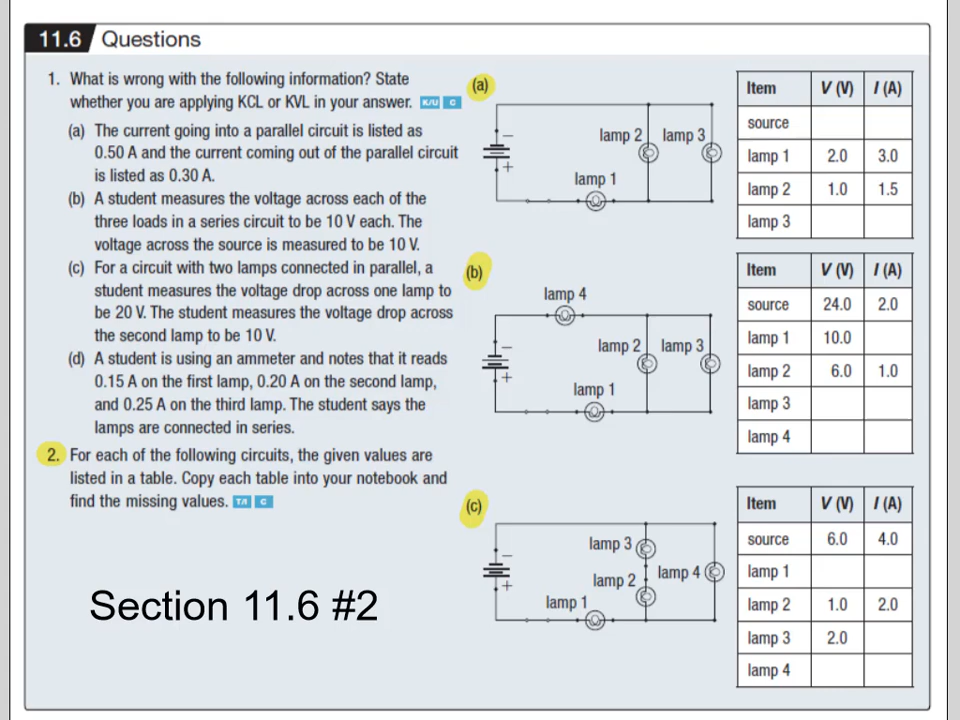 11.6 Questions
1. What is wrong with the following information? State
whether you are applying KCL or KVL in your answer. K/U C
(a) The current going into a parallel circuit is listed as
0.50 A and the current coming out of the parallel circuit
is listed as 0.30 A.
(b) A student measures the voltage across each of the
three loads in a series circuit to be 10 V each. The
voltage across the source is measured to be 10 V.
(c) For a circuit with two lamps connected in parallel, a
student measures the voltage drop across one lamp to
be 20 V. The student measures the voltage drop across
the second lamp to be 10 V.
(d) A student is using an ammeter and notes that it reads
0.15 A on the first lamp, 0.20 A on the second lamp,
and 0.25 A on the third lamp. The student says the
lamps are connected in series.
2. For each of the following circuits, the given values are
listed in a table. Copy each table into your notebook and
find the missing values. T/I C
Section 11.6 #2
(a)
−
+
lamp 2 lamp 3
lamp 1
Item V (V) I (A)
source
lamp 1 2.0 3.0
lamp 2 1.0 1.5
lamp 3
(b)
lamp 4
−
+
lamp 2 lamp 3
lamp 1
Item V (V) I (A)
source 24.0 2.0
lamp 1 10.0
lamp 2 6.0 1.0
lamp 3
lamp 4
(c)
−
+
lamp 3
lamp 2 lamp 4
lamp 1
Item V (V) I (A)
source 6.0 4.0
lamp 1
lamp 2 1.0 2.0
lamp 3 2.0
lamp 4